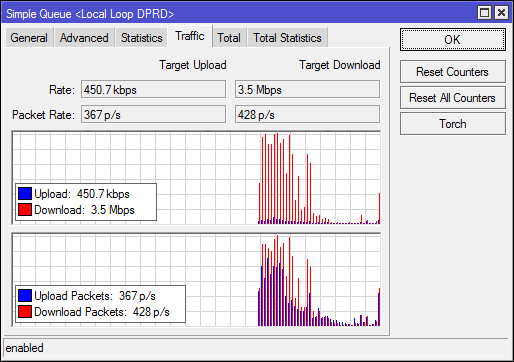 Simple Queue <Local Loop DPRD>
General Advanced Statistics Traffic Total Total Statistics
Target Upload Target Download
Rate: 450.7 kbps 3.5 Mbps
Packet Rate: 367 p/s 428 p/s
Upload: 450.7 kbps
Download: 3.5 Mbps
Upload Packets: 367 p/s
Download Packets: 428 p/s
OK
Reset Counters
Reset All Counters
Torch
enabled